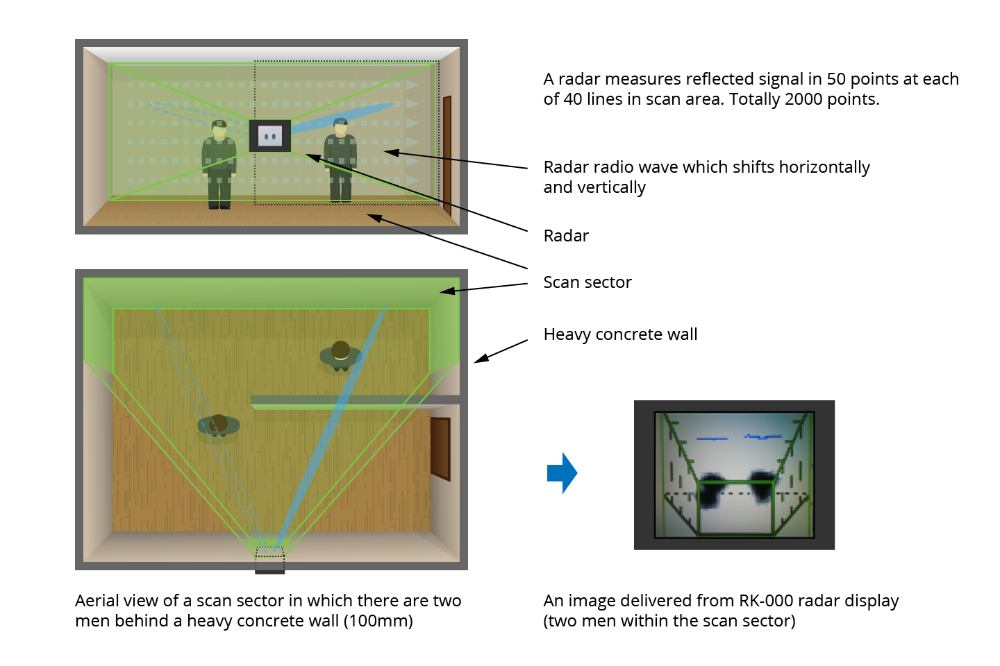 A radar measures reflected signal in 50 points at each
of 40 lines in scan area. Totally 2000 points.
Radar radio wave which shifts horizontally
and vertically
Radar
Scan sector
Heavy concrete wall
Aerial view of a scan sector in which there are two
men behind a heavy concrete wall (100mm)
An image delivered from RK-000 radar display
(two men within the scan sector)